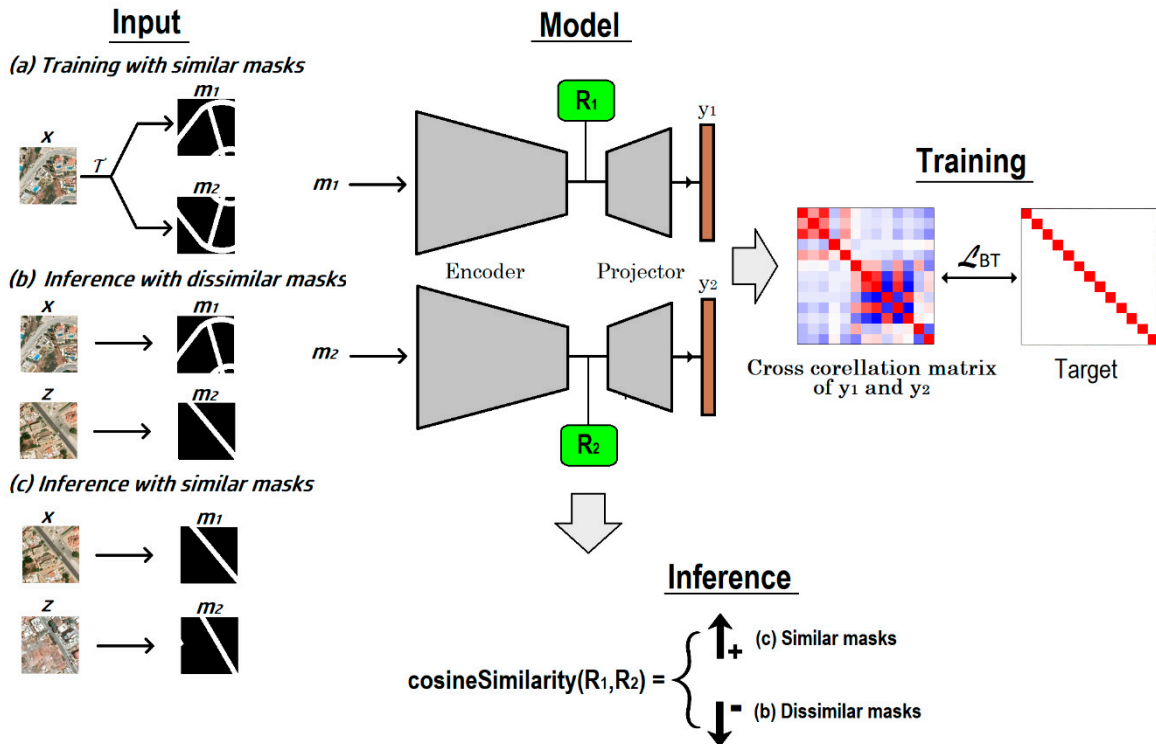 Input
(a) Training with similar masks
x
T
m1
m2
(b) Inference with dissimilar masks
x
m1
z
m2
(c) Inference with similar masks
x
m1
z
m2
Model
R1
y1
m1
Encoder
Projector
y2
m2
R2
Training
ℒBT
Cross corellation matrix
of y1 and y2
Target
Inference
cosineSimilarity(R1,R2) =
+
(c) Similar masks
-
(b) Dissimilar masks